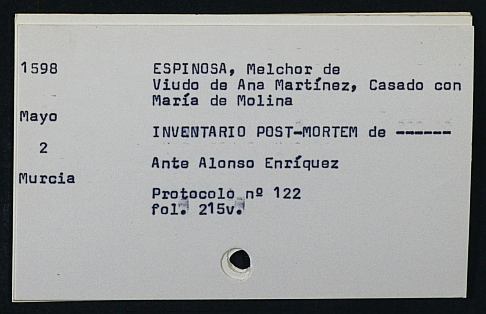 1598
ESPINOSA, Melchor de
Viudo de Ana Martínez, Casado con
María de Molina
Mayo
INVENTARIO POST-MORTEM de ------
2
Ante Alonso Enríquez
Murcia
Protocolo nº 122
fol. 215v.